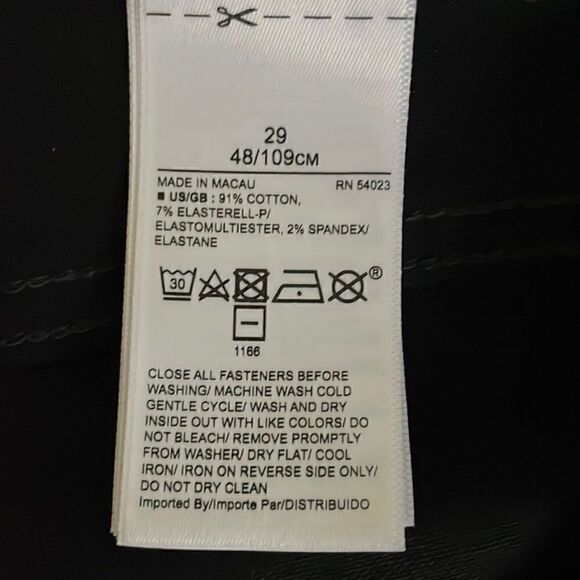 29
48/109CM
MADE IN MACAU RN 54023
■ US/GB : 91% COTTON,
7% ELASTERELL-P/
ELASTOMULTIESTER, 2% SPANDEX/
ELASTANE
30 ®
1166
CLOSE ALL FASTENERS BEFORE
WASHING/ MACHINE WASH COLD
GENTLE CYCLE/ WASH AND DRY
INSIDE OUT WITH LIKE COLORS/ DO
NOT BLEACH/ REMOVE PROMPTLY
FROM WASHER/ DRY FLAT/ COOL
IRON/ IRON ON REVERSE SIDE ONLY/
DO NOT DRY CLEAN
Imported By/Importe Par/DISTRIBUIDO